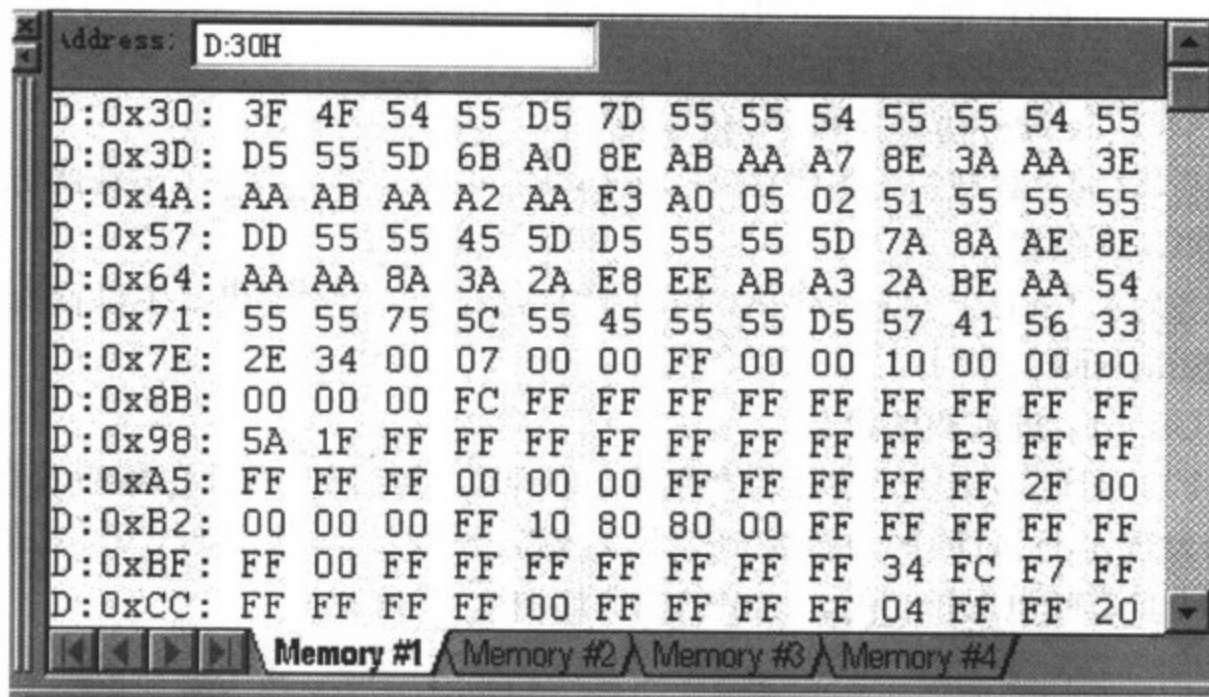 Address: D:30H
D:0x30: 3F 4F 54 55 D5 7D 55 55 54 55 55 54 55
D:0x3D: D5 55 5D 6B A0 8E AB AA A7 8E 3A AA 3E
D:0x4A: AA AB AA A2 AA E3 A0 05 02 51 55 55 55
D:0x57: DD 55 55 45 5D D5 55 55 5D 7A 8A AE 8E
D:0x64: AA AA 8A 3A 2A E8 EE AB A3 2A BE AA 54
D:0x71: 55 55 75 5C 55 45 55 55 D5 57 41 56 33
D:0x7E: 2E 34 00 07 00 00 FF 00 00 10 00 00 00
D:0x8B: 00 00 00 FC FF FF FF FF FF FF FF FF FF
D:0x98: 5A 1F FF FF FF FF FF FF FF FF E3 FF FF
D:0xA5: FF FF FF 00 00 00 FF FF FF FF FF 2F 00
D:0xB2: 00 00 00 FF 10 80 80 00 FF FF FF FF FF
D:0xBF: FF 00 FF FF FF FF FF FF FF 34 FC F7 FF
D:0xCC: FF FF FF FF 00 FF FF FF FF 04 FF FF 20
Memory #1 Memory #2 Memory #3 Memory #4